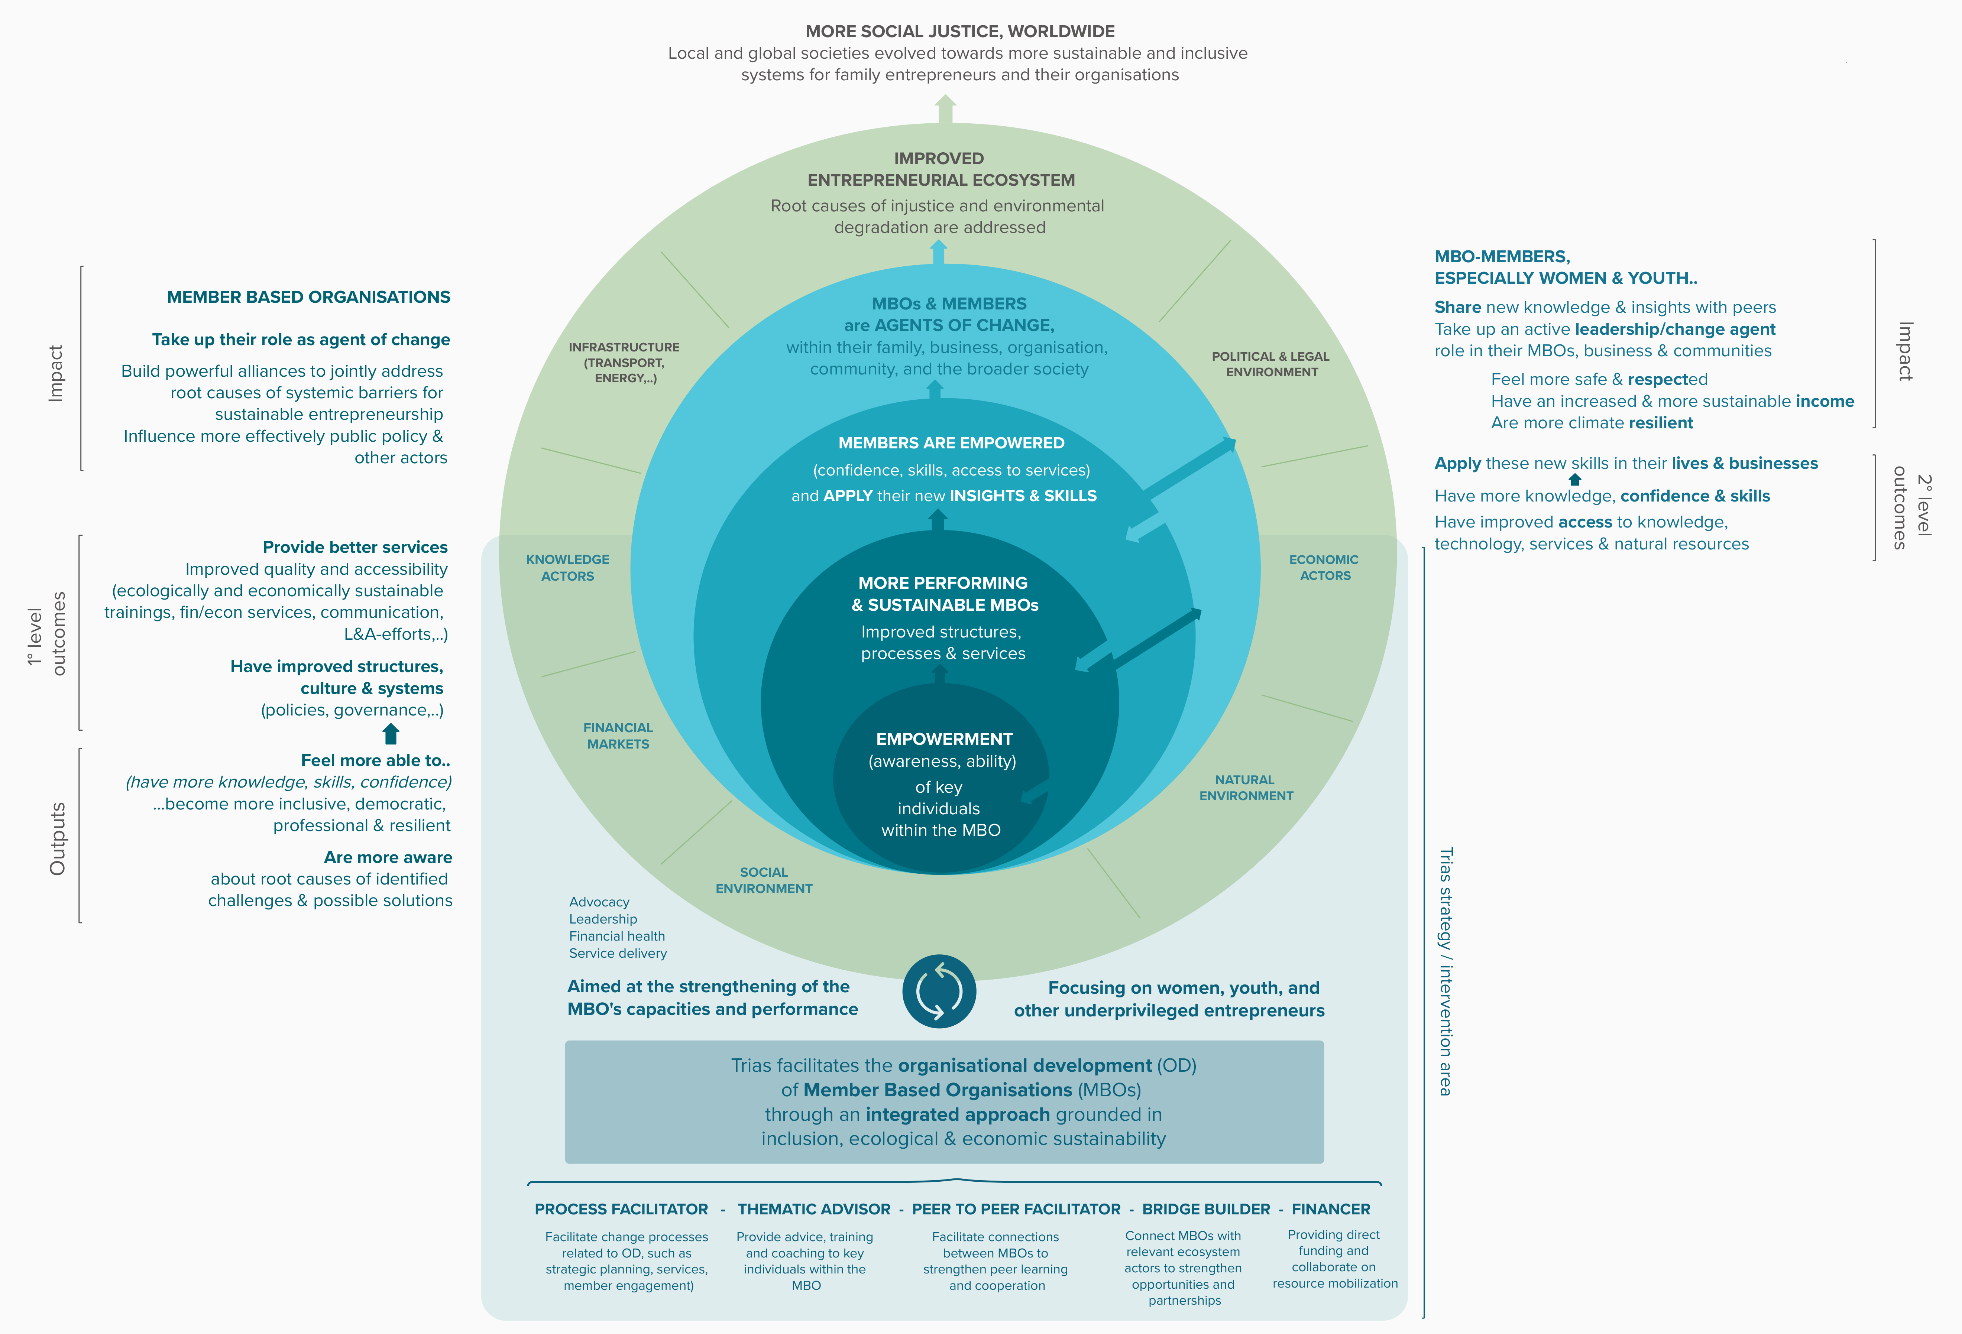 MORE SOCIAL JUSTICE, WORLDWIDE
Local and global societies evolved towards more sustainable and inclusive
systems for family entrepreneurs and their organisations
IMPROVED
ENTREPRENEURIAL ECOSYSTEM
Root causes of injustice and environmental
degradation are addressed
MBOs & MEMBERS
are AGENTS OF CHANGE,
within their family, business, organisation,
community, and the broader society
MEMBERS ARE EMPOWERED
(confidence, skills, access to services)
and APPLY their new INSIGHTS & SKILLS
MORE PERFORMING
& SUSTAINABLE MBOs
Improved structures,
processes & services
EMPOWERMENT
(awareness, ability)
of key
individuals
within the MBO
INFRASTRUCTURE
(TRANSPORT,
ENERGY,..)
KNOWLEDGE
ACTORS
FINANCIAL
MARKETS
SOCIAL
ENVIRONMENT
POLITICAL & LEGAL
ENVIRONMENT
ECONOMIC
ACTORS
NATURAL
ENVIRONMENT
Impact
MEMBER BASED ORGANISATIONS
Take up their role as agent of change
Build powerful alliances to jointly address
root causes of systemic barriers for
sustainable entrepreneurship
Influence more effectively public policy &
other actors
1° level
outcomes
Provide better services
Improved quality and accessibility
(ecologically and economically sustainable
trainings, fin/econ services, communication,
L&A-efforts,..)
Have improved structures,
culture & systems
(policies, governance,..)
Outputs
Feel more able to..
(have more knowledge, skills, confidence)
...become more inclusive, democratic,
professional & resilient
Are more aware
about root causes of identified
challenges & possible solutions
MBO-MEMBERS,
ESPECIALLY WOMEN & YOUTH..
Share new knowledge & insights with peers
Take up an active leadership/change agent
role in their MBOs, business & communities
Feel more safe & respected
Have an increased & more sustainable income
Are more climate resilient
Impact
Apply these new skills in their lives & businesses
Have more knowledge, confidence & skills
Have improved access to knowledge,
technology, services & natural resources
2° level
outcomes
Trias strategy / intervention area
Advocacy
Leadership
Financial health
Service delivery
Aimed at the strengthening of the
MBO's capacities and performance
Focusing on women, youth, and
other underprivileged entrepreneurs
Trias facilitates the organisational development (OD)
of Member Based Organisations (MBOs)
through an integrated approach grounded in
inclusion, ecological & economic sustainability
PROCESS FACILITATOR - THEMATIC ADVISOR - PEER TO PEER FACILITATOR - BRIDGE BUILDER - FINANCER
Facilitate change processes
related to OD, such as
strategic planning, services,
member engagement)
Provide advice, training
and coaching to key
individuals within the
MBO
Facilitate connections
between MBOs to
strengthen peer learning
and cooperation
Connect MBOs with
relevant ecosystem
actors to strengthen
opportunities and
partnerships
Providing direct
funding and
collaborate on
resource mobilization